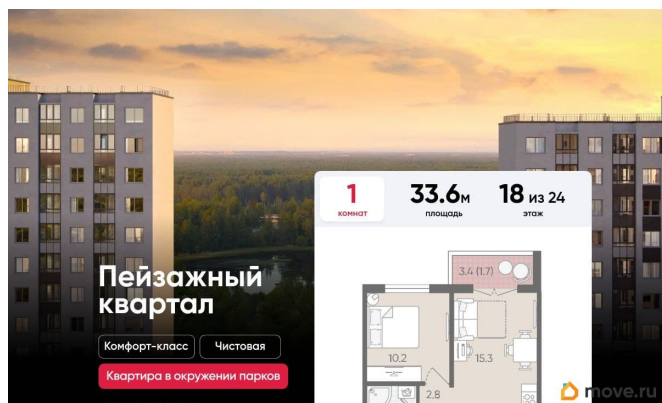 1
комнат
33.6м
площадь
18 из 24
этаж
Пейзажный
квартал
Комфорт-класс
Чистовая
Квартира в окружении парков
3.4 (1.7)
10.2
15.3
2.8
move.ru